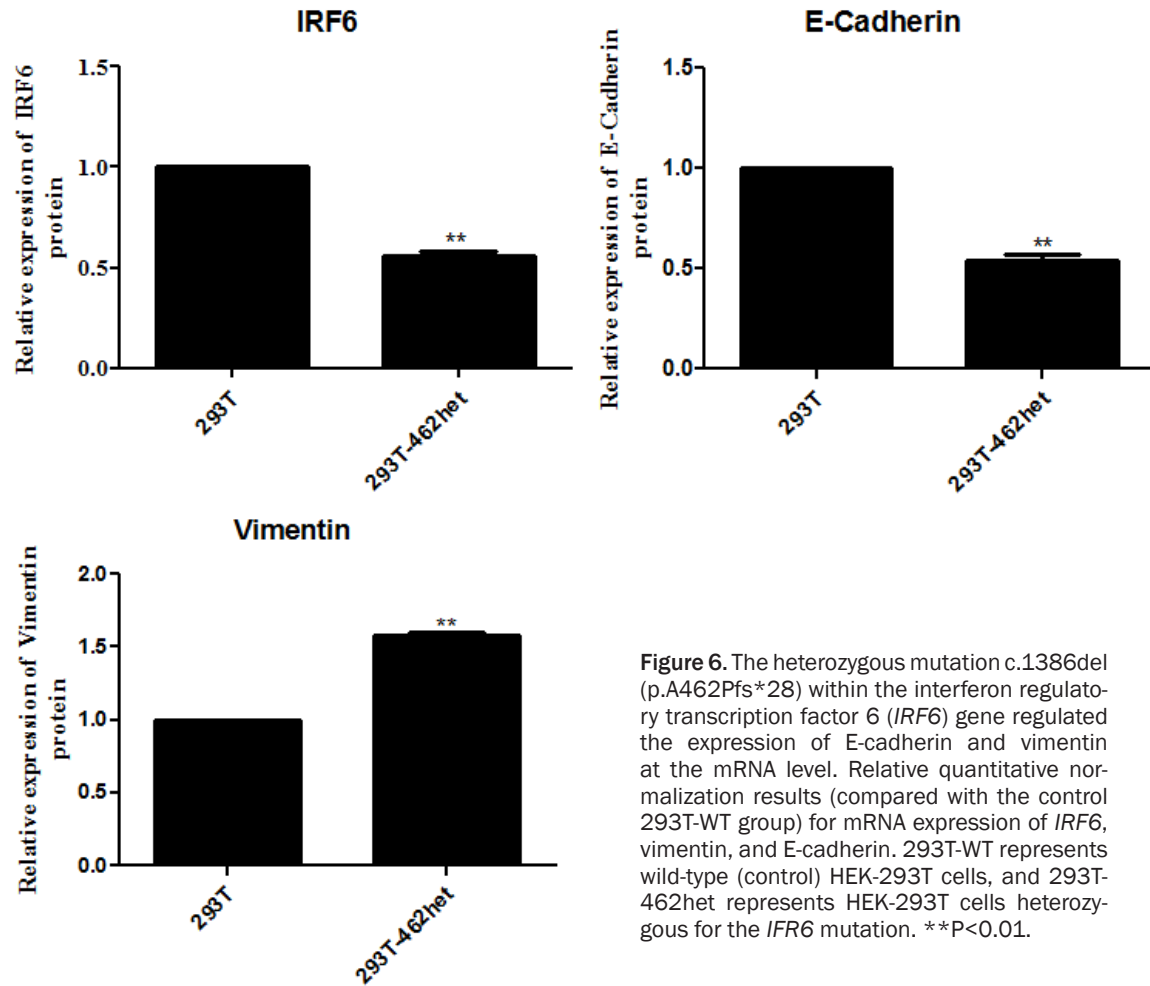 IRF6
Relative expression of IRF6
protein
1.5
1.0
0.5
0.0
**
293T
293T-462het
E-Cadherin
Relative expression of E-Cadherin
protein
1.5
1.0
0.5
0.0
**
293T
293T-462het
Vimentin
Relative expression of Vimentin
protein
2.0
1.5
1.0
0.5
0.0
**
293T
293T-462het
Figure 6. The heterozygous mutation c.1386del
(p.A462Pfs*28) within the interferon regulato-
ry transcription factor 6 (IRF6) gene regulated
the expression of E-cadherin and vimentin
at the mRNA level. Relative quantitative nor-
malization results (compared with the control
293T-WT group) for mRNA expression of IRF6,
vimentin, and E-cadherin. 293T-WT represents
wild-type (control) HEK-293T cells, and 293T-
462het represents HEK-293T cells heterozy-
gous for the IFR6 mutation. **P<0.01.